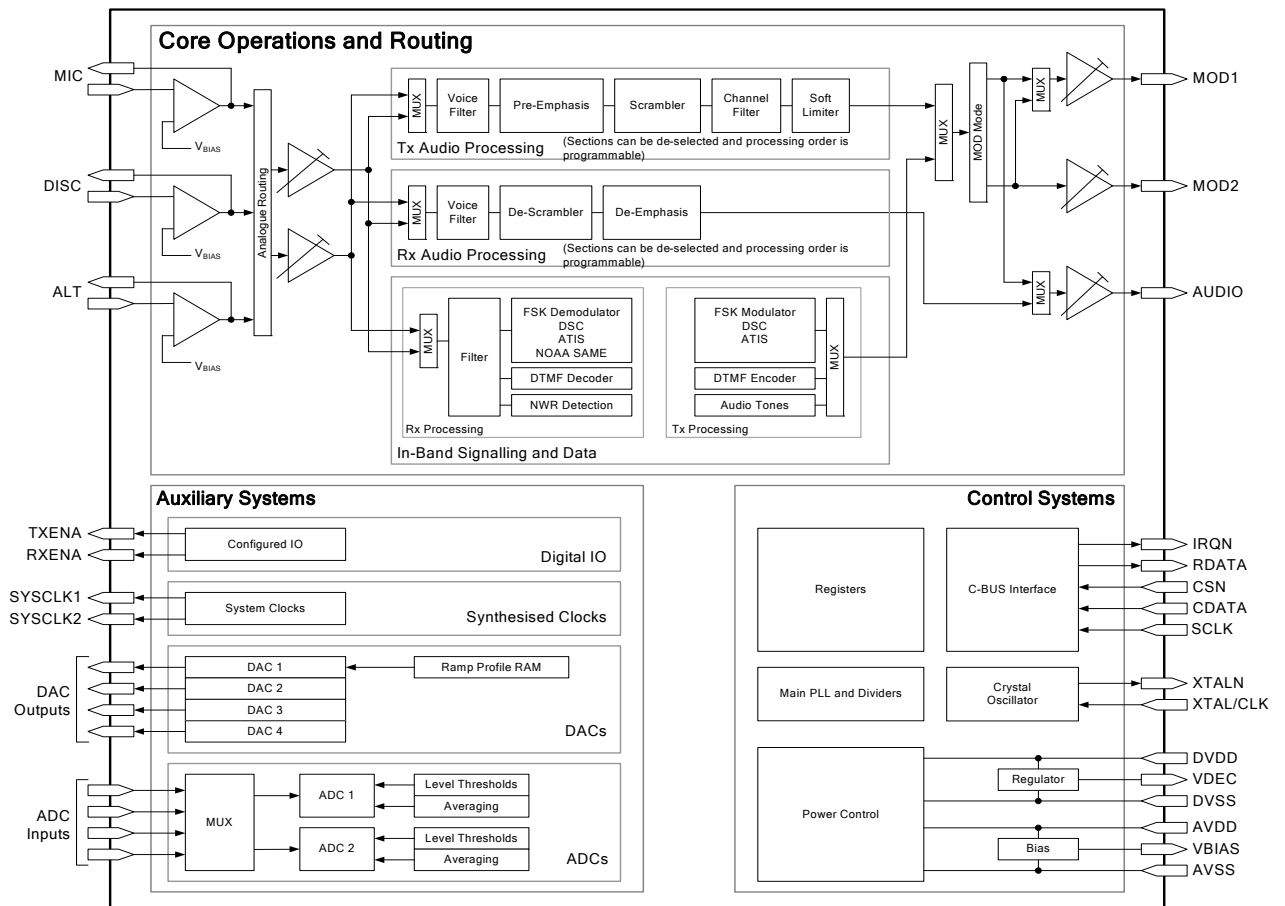 Core Operations and Routing
MIC
VBIAS
DISC
VBIAS
ALT
VBIAS
Analogue Routing
MUX
Voice
Filter
Pre-Emphasis
Scrambler
Channel
Filter
Soft
Limiter
Tx Audio Processing
(Sections can be de-selected and processing order is
programmable)
MUX
Voice
Filter
De-Scrambler
De-Emphasis
Rx Audio Processing
(Sections can be de-selected and processing order is
programmable)
MUX
Filter
FSK Demodulator
DSC
ATIS
NOAA SAME
DTMF Decoder
NWR Detection
Rx Processing
FSK Modulator
DSC
ATIS
DTMF Encoder
Audio Tones
MUX
Tx Processing
In-Band Signalling and Data
MUX
MOD Mode
MUX
MUX
MOD1
MOD2
AUDIO
Auxiliary Systems
TXENA
RXENA
Configured IO
Digital IO
SYSCLK1
SYSCLK2
System Clocks
Synthesised Clocks
DAC
Outputs
DAC 1
DAC 2
DAC 3
DAC 4
Ramp Profile RAM
DACs
ADC
Inputs
MUX
ADC 1
Level Thresholds
Averaging
ADC 2
Level Thresholds
Averaging
ADCs
Control Systems
Registers
C-BUS Interface
IRQN
RDATA
CSN
CDATA
SCLK
Main PLL and Dividers
Crystal
Oscillator
XTALN
XTAL/CLK
Power Control
Regulator
Bias
DVDD
VDEC
DVSS
AVDD
VBIAS
AVSS